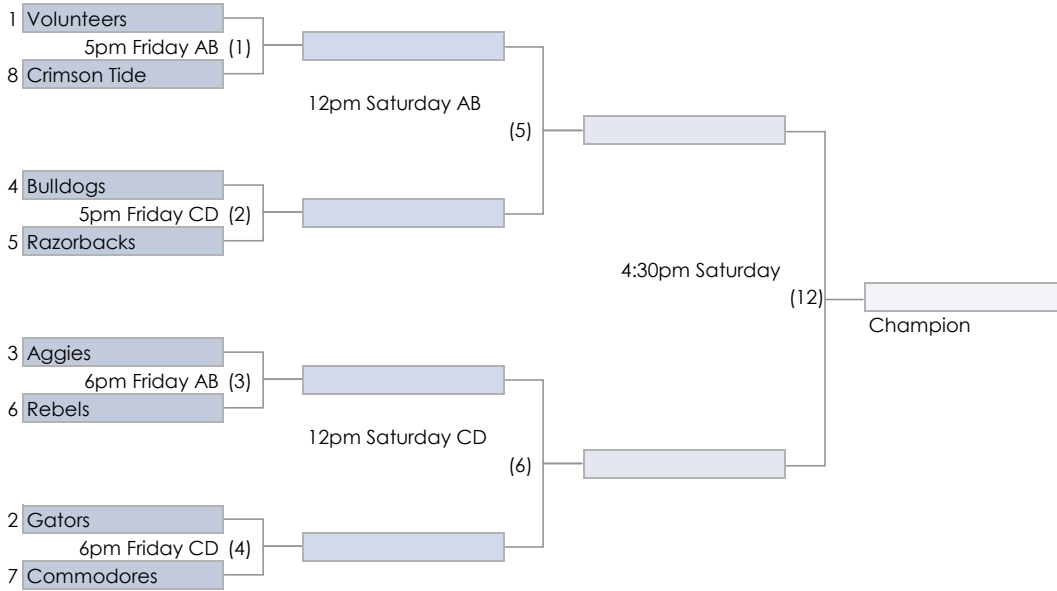 1 Volunteers
5pm Friday AB (1)
8 Crimson Tide
12pm Saturday AB
(5)
4 Bulldogs
5pm Friday CD (2)
5 Razorbacks
4:30pm Saturday
(12)
Champion
3 Aggies
6pm Friday AB (3)
6 Rebels
12pm Saturday CD
(6)
2 Gators
6pm Friday CD (4)
7 Commodores